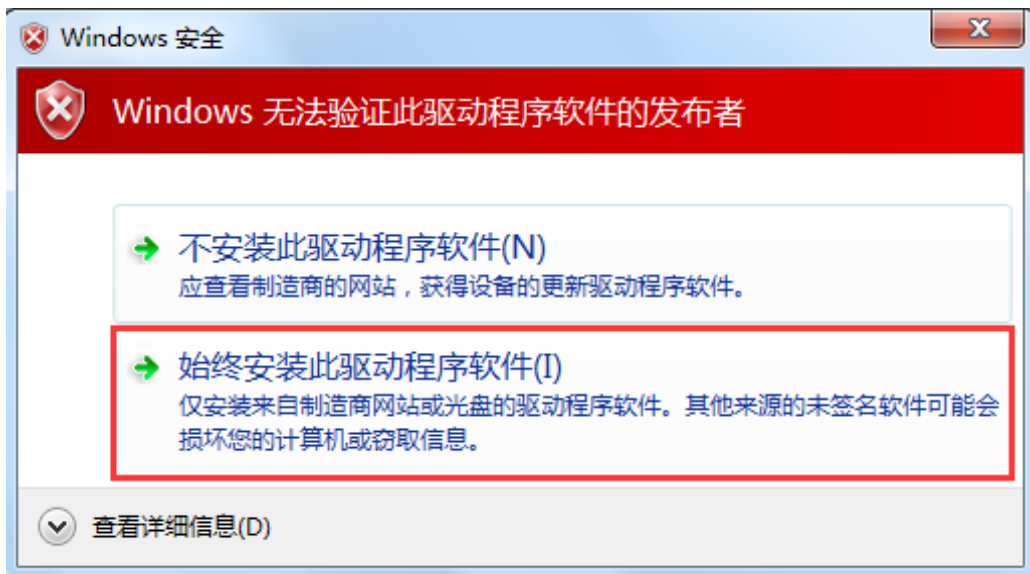 Windows 安全
Windows 无法验证此驱动程序软件的发布者
不安装此驱动程序软件(N)
应查看制造商的网站，获得设备的更新驱动程序软件。
始终安装此驱动程序软件(I)
仅安装来自制造商网站或光盘的驱动程序软件。其他来源的未签名软件可能会
损坏您的计算机或窃取信息。
查看详细信息(D)